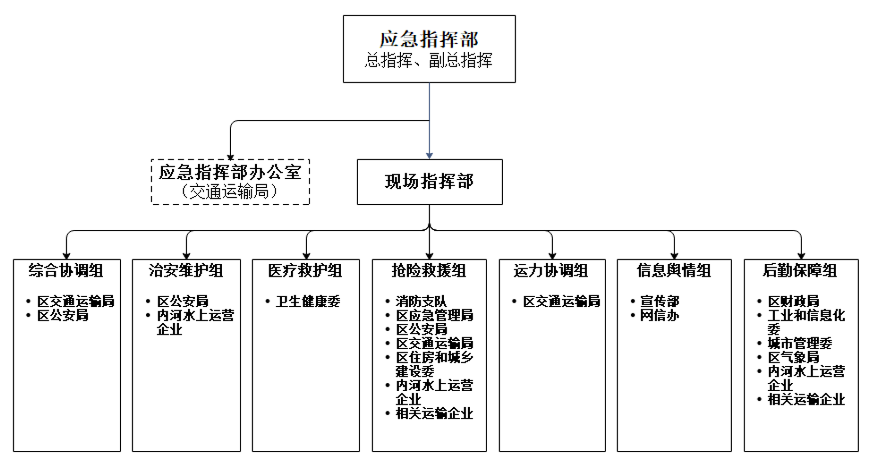 应急指挥部
总指挥、副总指挥
应急指挥部办公室
（交通运输局）
现场指挥部
综合协调组
• 区交通运输局
• 区公安局
治安维护组
• 区公安局
• 内河水上运营
企业
医疗救护组
• 卫生健康委
抢险救援组
• 消防支队
• 区应急管理局
• 区公安局
• 区交通运输局
• 区住房和城乡
建设委
• 内河水上运营
企业
• 相关运输企业
运力协调组
• 区交通运输局
信息舆情组
• 宣传部
• 网信办
后勤保障组
• 区财政局
• 工业和信息化
委
• 城市管理委
• 区气象局
• 内河水上运营
企业
• 相关运输企业